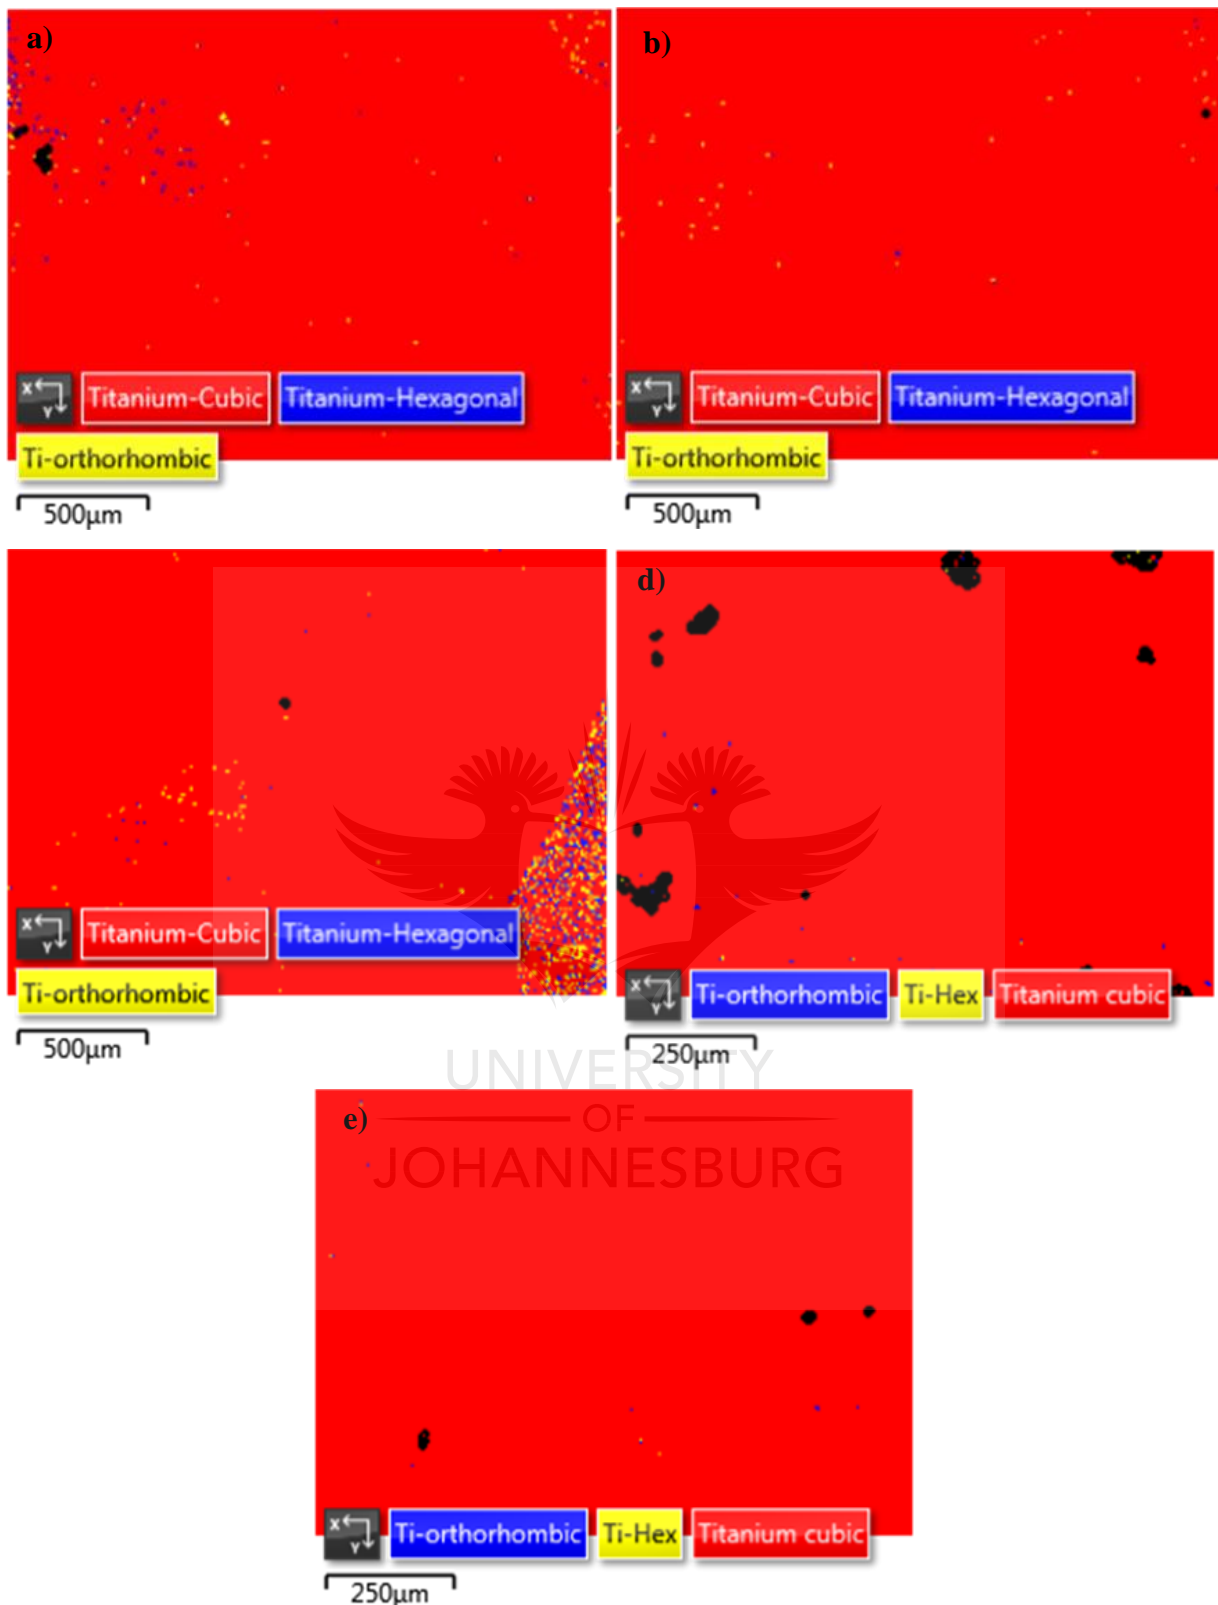 a)
b)
X
Y
Titanium-Cubic
Titanium-Hexagonal
Ti-orthorhombic
500µm
X
Y
Titanium-Cubic
Titanium-Hexagonal
Ti-orthorhombic
500µm
d)
X
Y
Titanium-Cubic
Titanium-Hexagonal
Ti-orthorhombic
500µm
X
Y
Ti-orthorhombic
Ti-Hex
Titanium cubic
250µm
UNIVERSITY
OF
JOHANNESBURG
e)
X
Y
Ti-orthorhombic
Ti-Hex
Titanium cubic
250µm